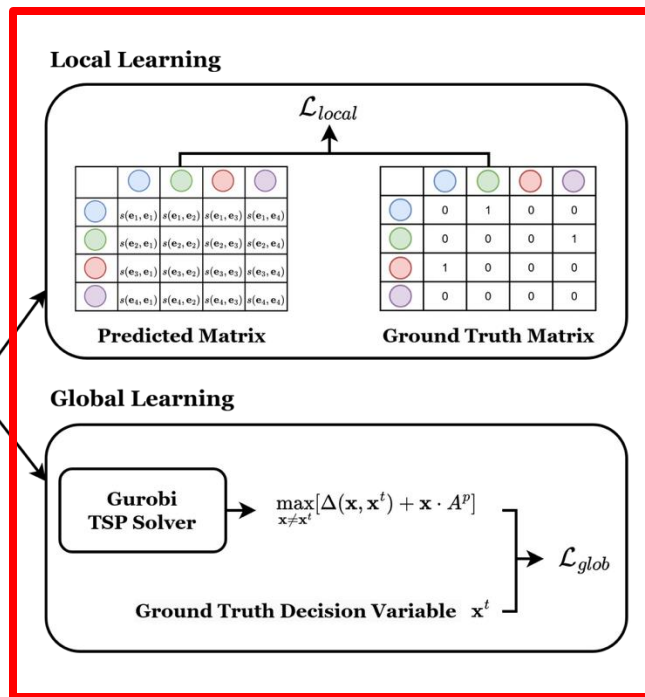 Local Learning
ℒ_local
s(e₁, e₁) s(e₁, e₂) s(e₁, e₃) s(e₁, e₄)
s(e₂, e₁) s(e₂, e₂) s(e₂, e₃) s(e₂, e₄)
s(e₃, e₁) s(e₃, e₂) s(e₃, e₃) s(e₃, e₄)
s(e₄, e₁) s(e₄, e₂) s(e₄, e₃) s(e₄, e₄)
Predicted Matrix
0 1 0 0
0 0 0 1
1 0 0 0
0 0 0 0
Ground Truth Matrix
Global Learning
Gurobi
TSP Solver
max_{x≠x^t}[Δ(x, x^t) + x · A^p]
Ground Truth Decision Variable x^t
ℒ_glob